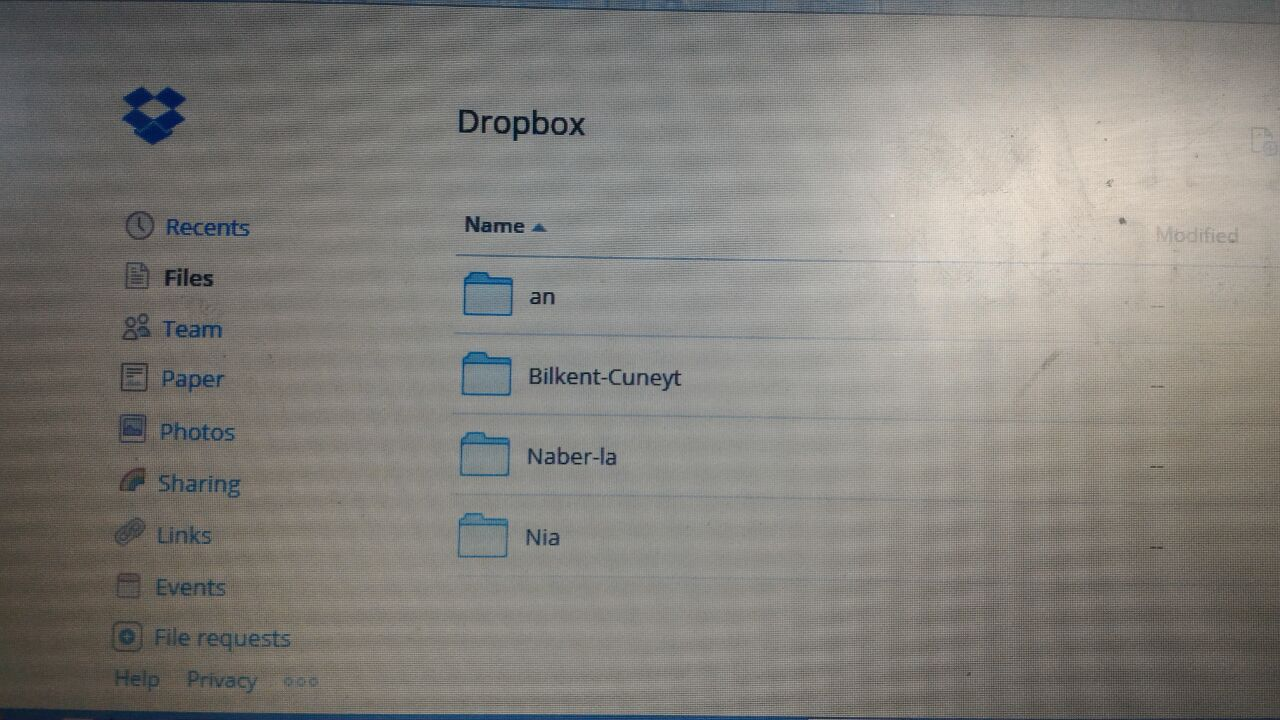 Dropbox
Recents
Files
Team
Paper
Photos
Sharing
Links
Events
File requests
Help Privacy
Name Modified
an --
Bilkent-Cuneyt --
Naber-la --
Nia --